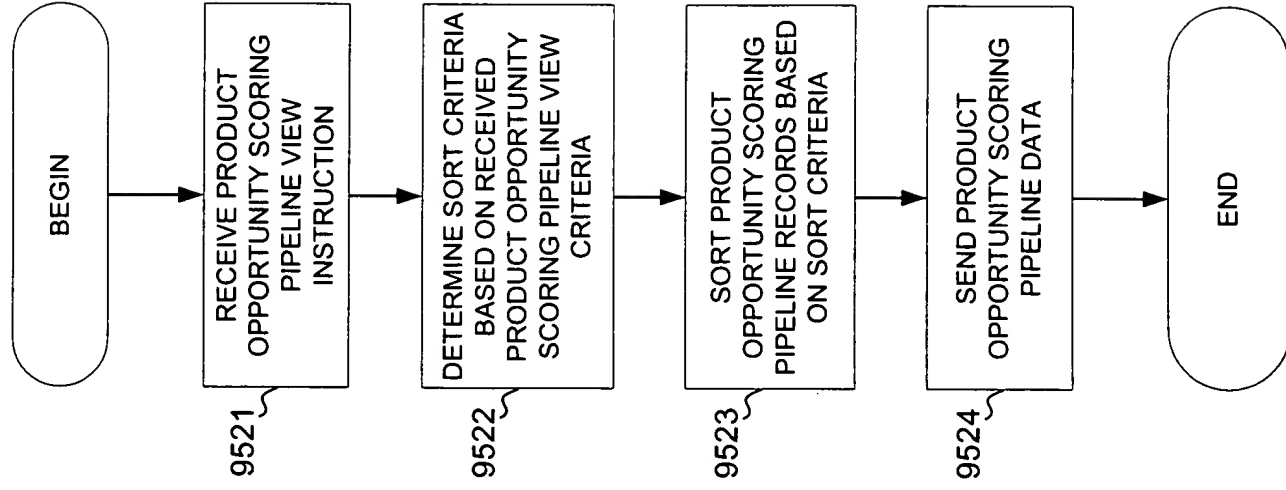 BEGIN
9521
RECEIVE PRODUCT
OPPORTUNITY SCORING
PIPELINE VIEW
INSTRUCTION
9522
DETERMINE SORT CRITERIA
BASED ON RECEIVED
PRODUCT OPPORTUNITY
SCORING PIPELINE VIEW
CRITERIA
9523
SORT PRODUCT
OPPORTUNITY SCORING
PIPELINE RECORDS BASED
ON SORT CRITERIA
9524
SEND PRODUCT
OPPORTUNITY SCORING
PIPELINE DATA
END